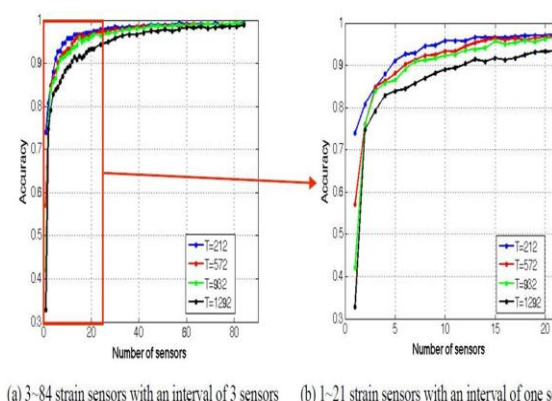 1
0.9
0.8
0.7
0.6
0.5
0.4
0.3
Accuracy
0
20
40
60
80
Number of sensors
T=212
T=572
T=932
T=1292
(a) 3~84 strain sensors with an interval of 3 sensors
1
0.9
0.8
0.7
0.6
0.5
0.4
0.3
Accuracy
0
5
10
15
20
Number of sensors
T=212
T=572
T=932
T=1292
(b) 1~21 strain sensors with an interval of one s